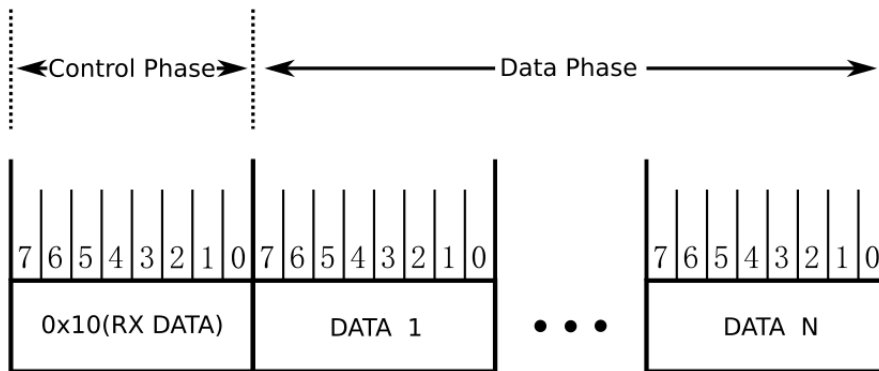 Control Phase Data Phase
7 6 5 4 3 2 1 0 7 6 5 4 3 2 1 0 7 6 5 4 3 2 1 0
0x10(RX DATA) DATA 1 ••• DATA N